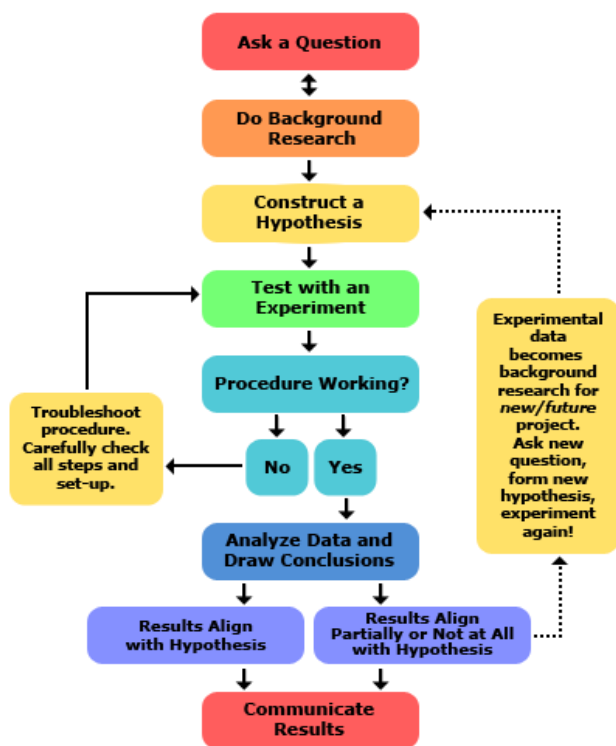 Ask a Question
Do Background
Research
Construct a
Hypothesis
Test with an
Experiment
Procedure Working?
No
Yes
Troubleshoot
procedure.
Carefully check
all steps and
set-up.
Experimental
data
becomes
background
research for
new/future
project.
Ask new
question,
form new
hypothesis,
experiment
again!
Analyze Data and
Draw Conclusions
Results Align
with Hypothesis
Results Align
Partially or Not at All
with Hypothesis
Communicate
Results